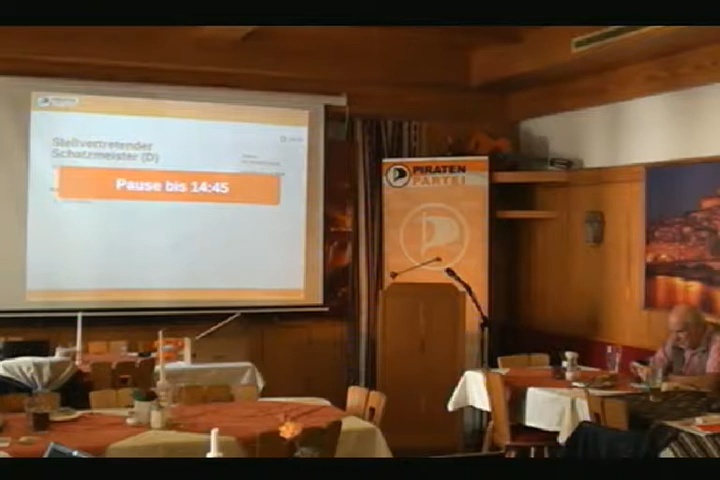 Stellvertretender
Schatzmeister (D)
Pause bis 14:45
PIRATEN
PARTEI